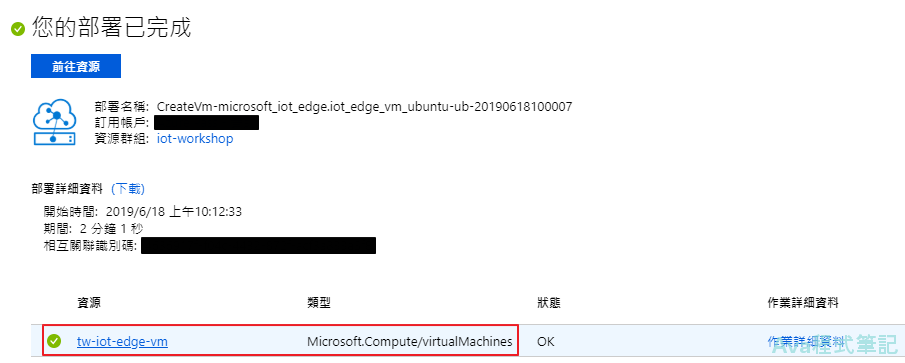 您的部署已完成
前往資源
部署名稱: CreateVm-microsoft_iot_edge.iot_edge_vm_ubuntu-ub-20190618100007
訂用帳戶:
資源群組: iot-workshop
部署詳細資料 (下載)
開始時間: 2019/6/18 上午10:12:33
期間: 2 分鐘 1 秒
相互關聯識別碼:
資源 類型 狀態 作業詳細資料
tw-iot-edge-vm Microsoft.Compute/virtualMachines OK 作業詳細資料
Ava程式筆記